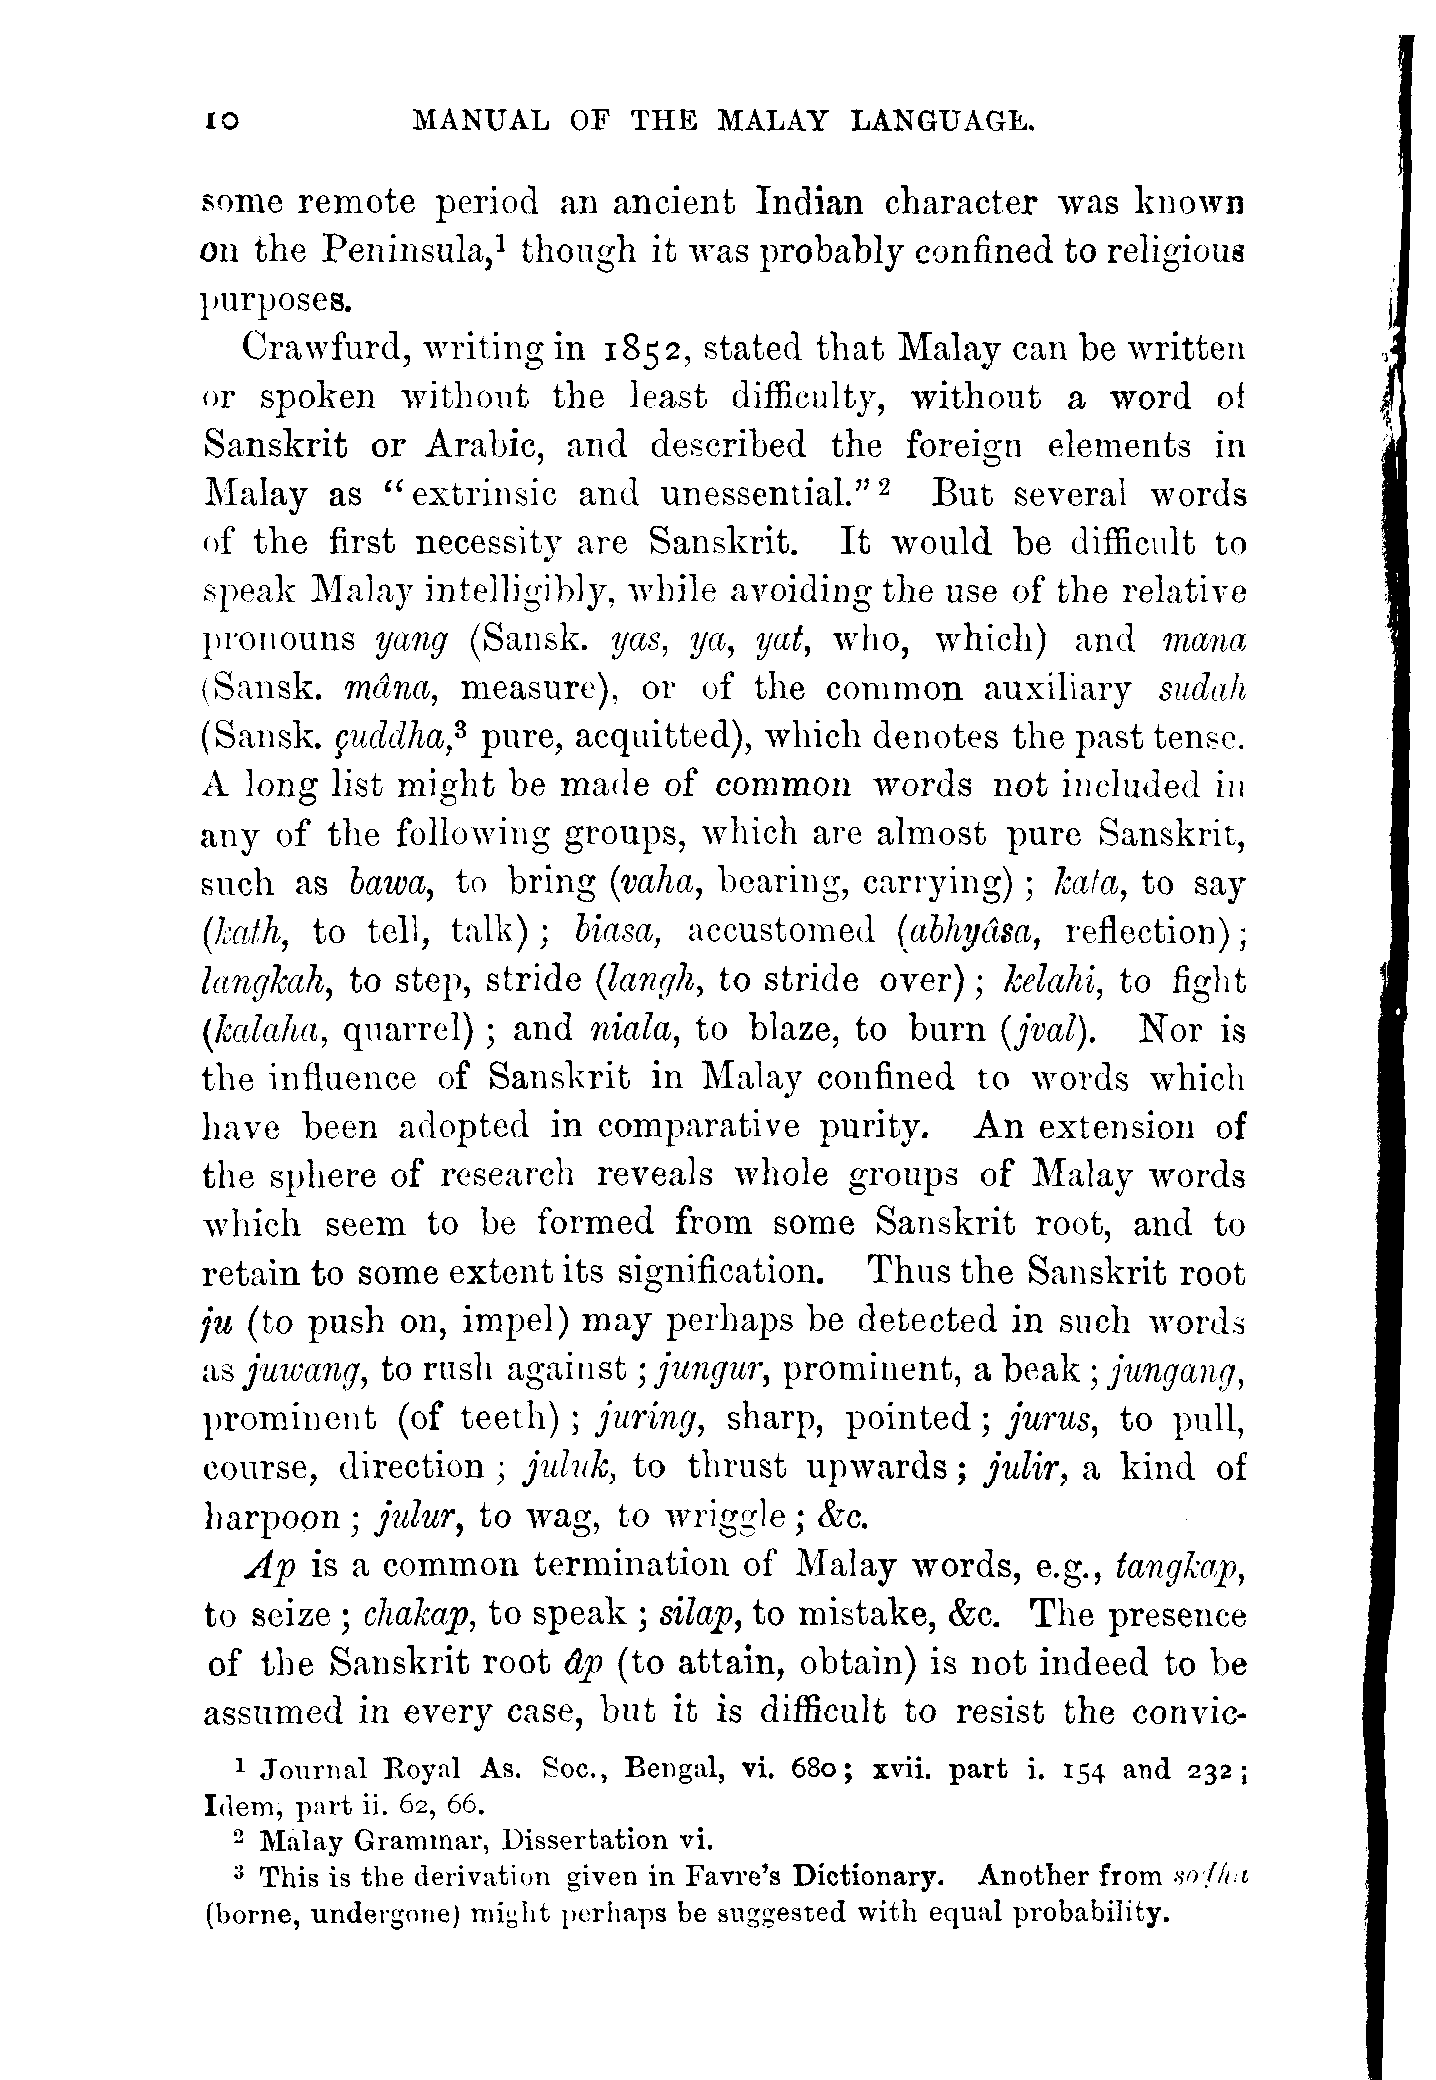 10 MANUAL OF THE MALAY LANGUAGE.
some remote period an ancient Indian character was known
on the Peninsula,¹ though it was probably confined to religious
purposes.
Crawfurd, writing in 1852, stated that Malay can be written
or spoken without the least difficulty, without a word of
Sanskrit or Arabic, and described the foreign elements in
Malay as “extrinsic and unessential.” ² But several words
of the first necessity are Sanskrit. It would be difficult to
speak Malay intelligibly, while avoiding the use of the relative
pronouns yang (Sansk. yas, ya, yat, who, which) and mana
(Sansk. mâna, measure), or of the common auxiliary sudah
(Sansk. çuddha,³ pure, acquitted), which denotes the past tense.
A long list might be made of common words not included in
any of the following groups, which are almost pure Sanskrit,
such as bawa, to bring (vaha, bearing, carrying) ; kata, to say
(kath, to tell, talk) ; biasa, accustomed (abhyâsa, reflection) ;
langkah, to step, stride (langh, to stride over) ; kelahi, to fight
(kalaha, quarrel) ; and niala, to blaze, to burn (jval). Nor is
the influence of Sanskrit in Malay confined to words which
have been adopted in comparative purity. An extension of
the sphere of research reveals whole groups of Malay words
which seem to be formed from some Sanskrit root, and to
retain to some extent its signification. Thus the Sanskrit root
ju (to push on, impel) may perhaps be detected in such words
as juwang, to rush against ; jungur, prominent, a beak ; jungang,
prominent (of teeth) ; juring, sharp, pointed ; jurus, to pull,
course, direction ; juluk, to thrust upwards ; julir, a kind of
harpoon ; julur, to wag, to wriggle ; &c.
Ap is a common termination of Malay words, e.g., tangkap,
to seize ; chakap, to speak ; silap, to mistake, &c. The presence
of the Sanskrit root âp (to attain, obtain) is not indeed to be
assumed in every case, but it is difficult to resist the convic-
¹ Journal Royal As. Soc., Bengal, vi. 680 ; xvii. part i. 154 and 232 ;
Idem, part ii. 62, 66.
² Malay Grammar, Dissertation vi.
³ This is the derivation given in Favre’s Dictionary. Another from
(borne, undergone) might perhaps be suggested with equal probability.